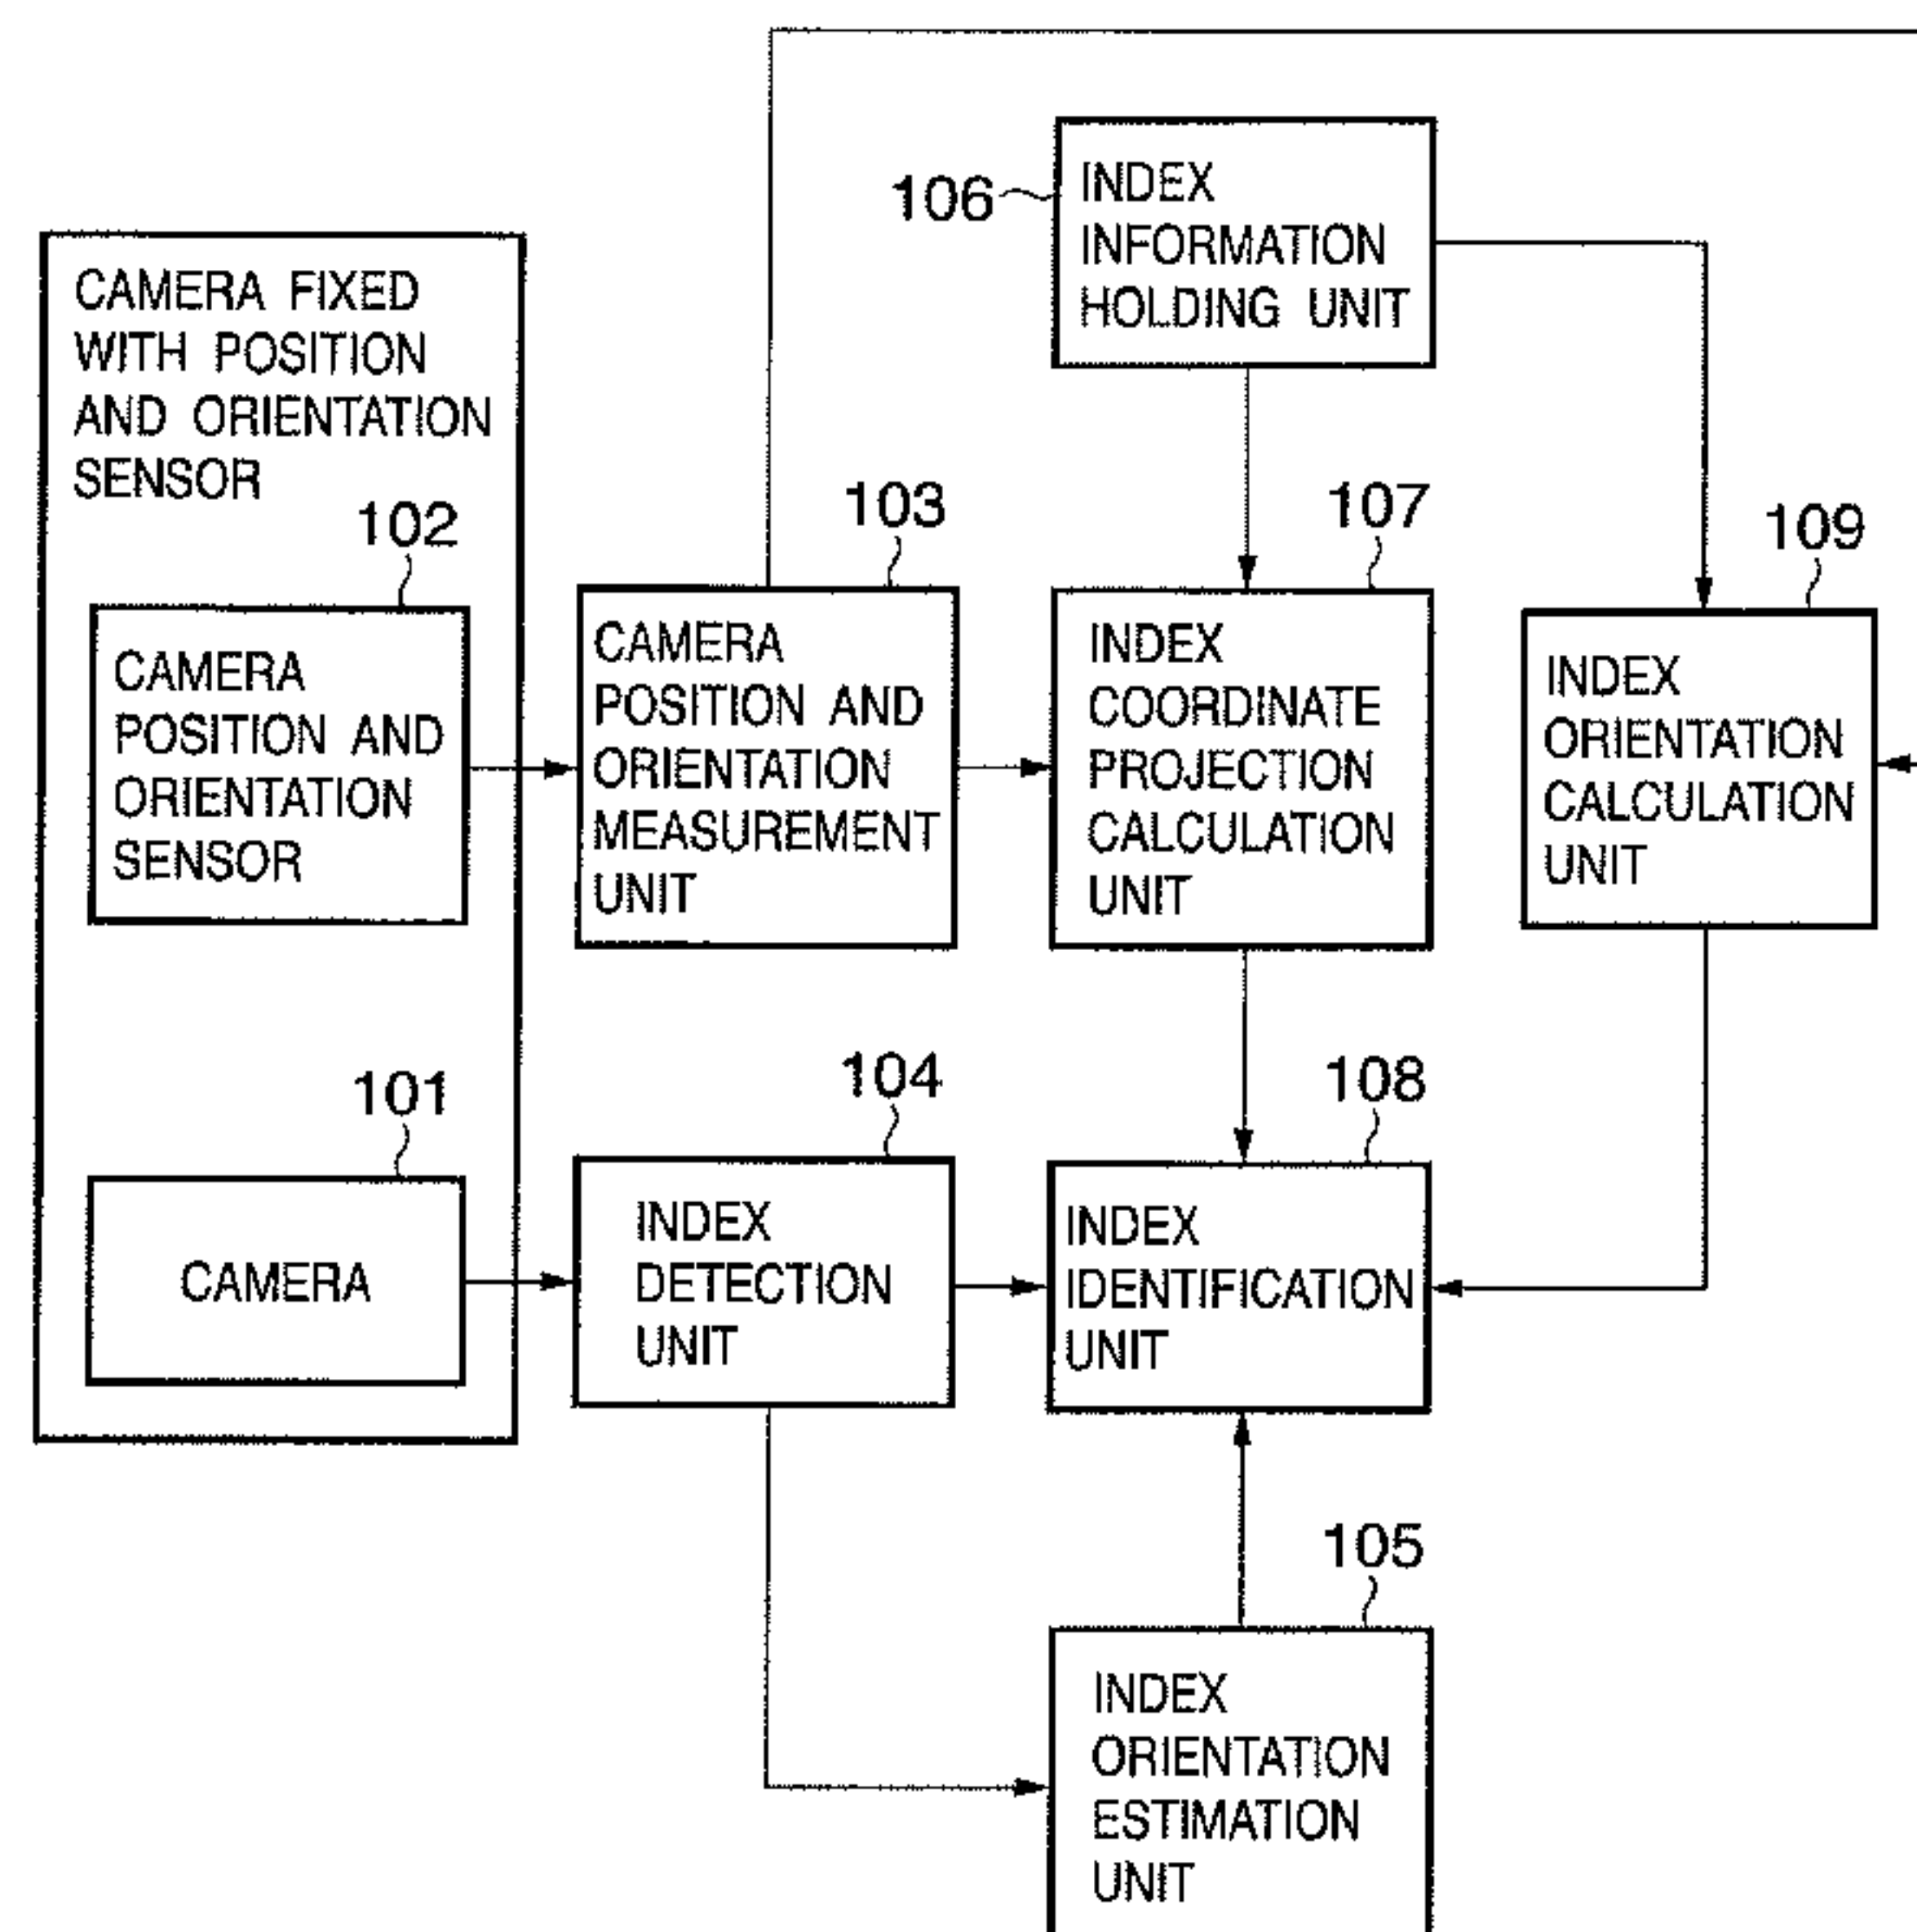 106
INDEX
INFORMATION
HOLDING UNIT
CAMERA FIXED
WITH POSITION
AND ORIENTATION
SENSOR
102
CAMERA
POSITION AND
ORIENTATION
SENSOR
103
CAMERA
POSITION AND
ORIENTATION
MEASUREMENT
UNIT
107
INDEX
COORDINATE
PROJECTION
CALCULATION
UNIT
109
INDEX
ORIENTATION
CALCULATION
UNIT
101
CAMERA
104
INDEX
DETECTION
UNIT
108
INDEX
IDENTIFICATION
UNIT
105
INDEX
ORIENTATION
ESTIMATION
UNIT